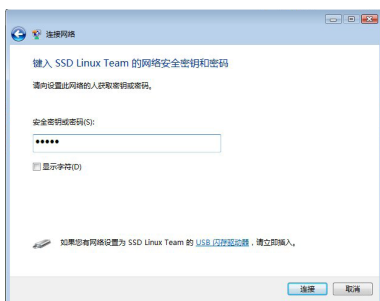 连接网络
键入 SSD Linux Team 的网络安全密钥和密码
请向设置此网络的人获取密钥或密码。
安全密钥或密码(S):
•••••
显示字符(D)
如果您有网络设置为 SSD Linux Team 的 USB 闪存驱动器，请立即插入。
连接 取消